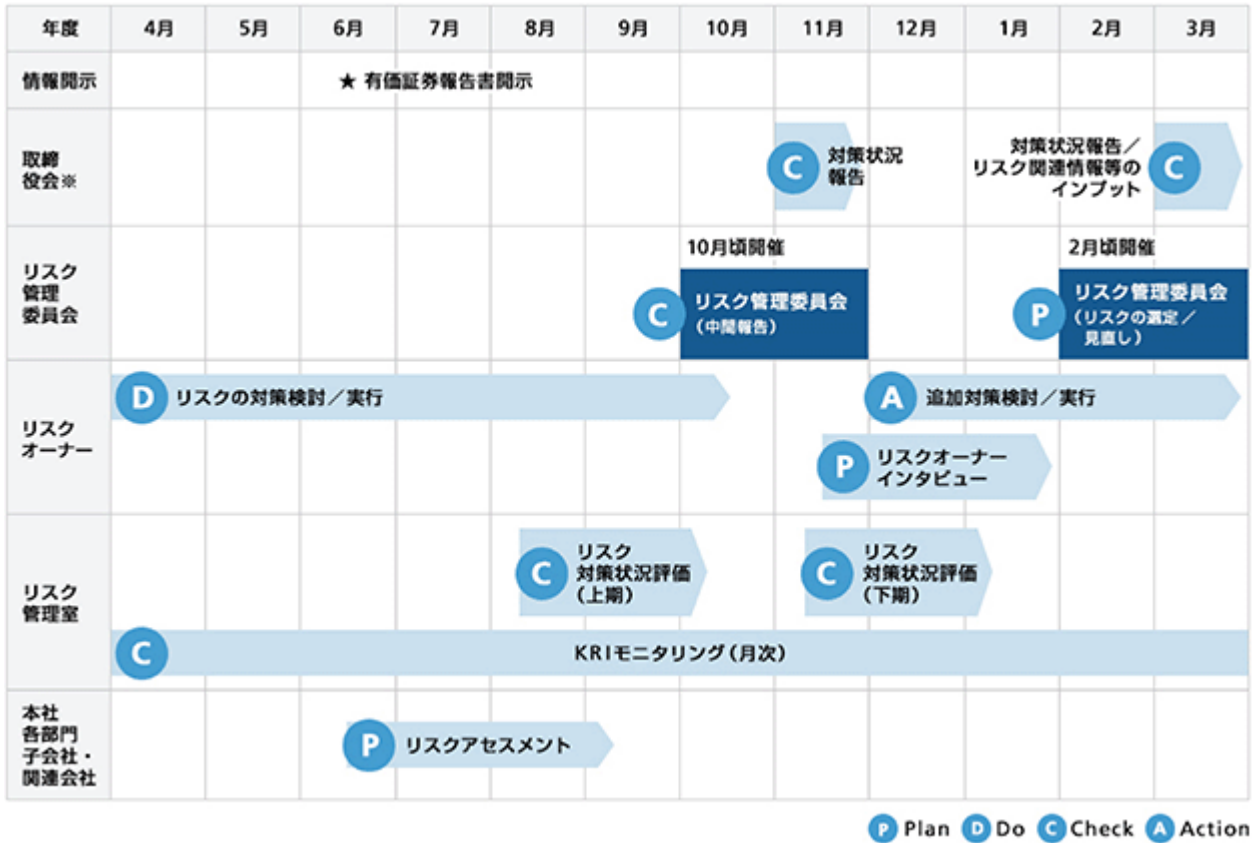 年度 4月 5月 6月 7月 8月 9月 10月 11月 12月 1月 2月 3月
情報開示
★ 有価証券報告書開示
取締
役会※
C
対策状況
報告
対策状況報告／
リスク関連情報等の
インプット
C
リスク
管理
委員会
10月頃開催
C
リスク管理委員会
（中間報告）
2月頃開催
P
リスク管理委員会
（リスクの選定／
見直し）
リスク
オーナー
D
リスクの対策検討／実行
A
追加対策検討／実行
P
リスクオーナー
インタビュー
リスク
管理室
C
リスク
対策状況評価
（上期）
C
リスク
対策状況評価
（下期）
C
KRIモニタリング（月次）
本社
各部門
子会社・
関連会社
P
リスクアセスメント
P Plan D Do C Check A Action